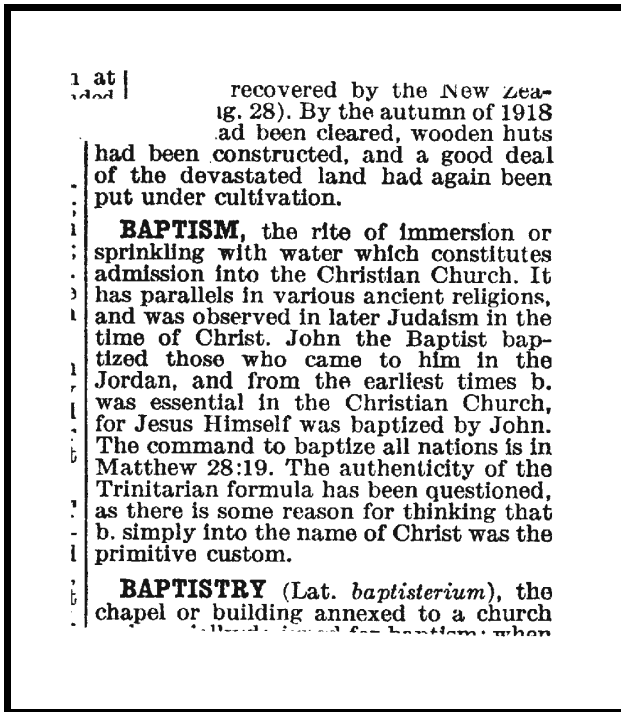 at
recovered by the New Zea-
g. 28). By the autumn of 1918
ad been cleared, wooden huts
had been constructed, and a good deal
of the devastated land had again been
put under cultivation.
BAPTISM, the rite of immersion or
sprinkling with water which constitutes
admission into the Christian Church. It
has parallels in various ancient religions,
and was observed in later Judaism in the
time of Christ. John the Baptist bap-
tized those who came to him in the
Jordan, and from the earliest times b.
was essential in the Christian Church,
for Jesus Himself was baptized by John.
The command to baptize all nations is in
Matthew 28:19. The authenticity of the
Trinitarian formula has been questioned,
as there is some reason for thinking that
b. simply into the name of Christ was the
primitive custom.
BAPTISTRY (Lat. baptisterium), the
chapel or building annexed to a church
for baptism; when